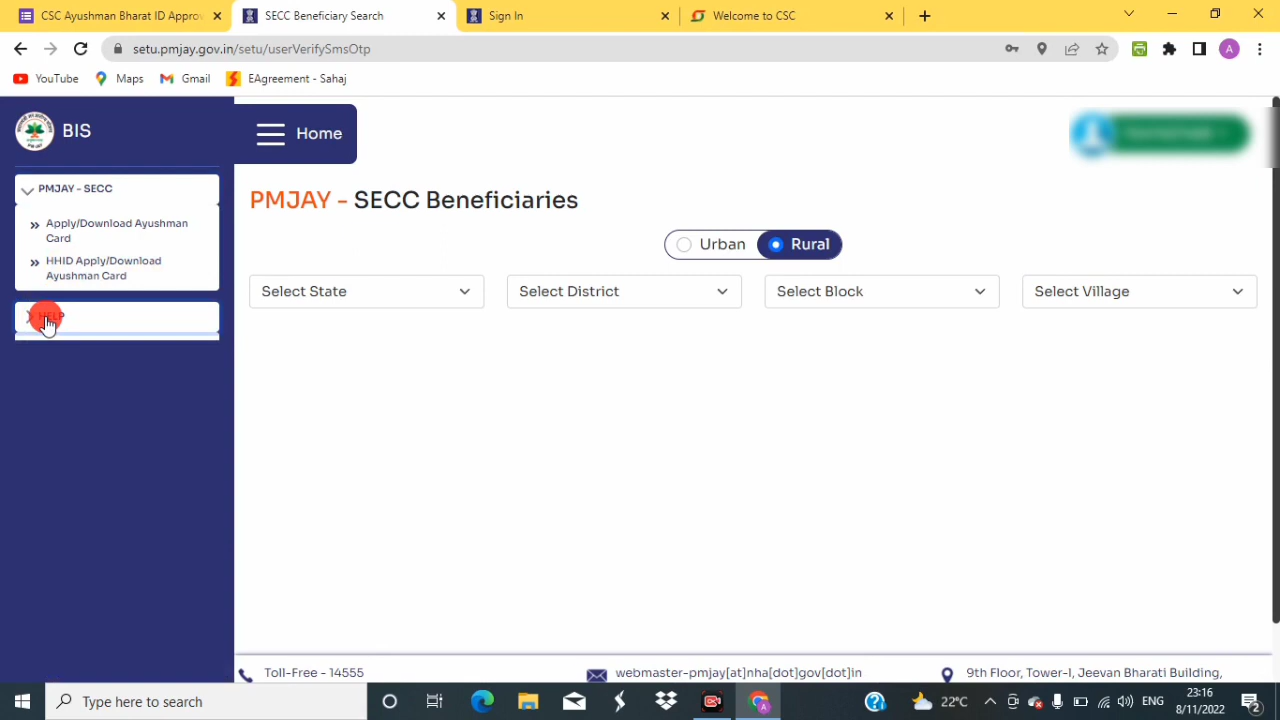 CSC Ayushman Bharat ID Approv
SECC Beneficiary Search
Sign In
Welcome to CSC
setu.pmjay.gov.in/setu/userVerifySmsOtp
A
YouTube
Maps
Gmail
EAgreement - Sahaj
BIS
Home
PMJAY - SECC
Apply/Download Ayushman
Card
HHID Apply/Download
Ayushman Card
HELP
PMJAY - SECC Beneficiaries
Urban
Rural
Select State
Select District
Select Block
Select Village
Toll-Free - 14555
webmaster-pmjay[at]nha[dot]gov[dot]in
9th Floor, Tower-I, Jeevan Bharati Building,
Type here to search
22°C
ENG
23:16
8/11/2022
2